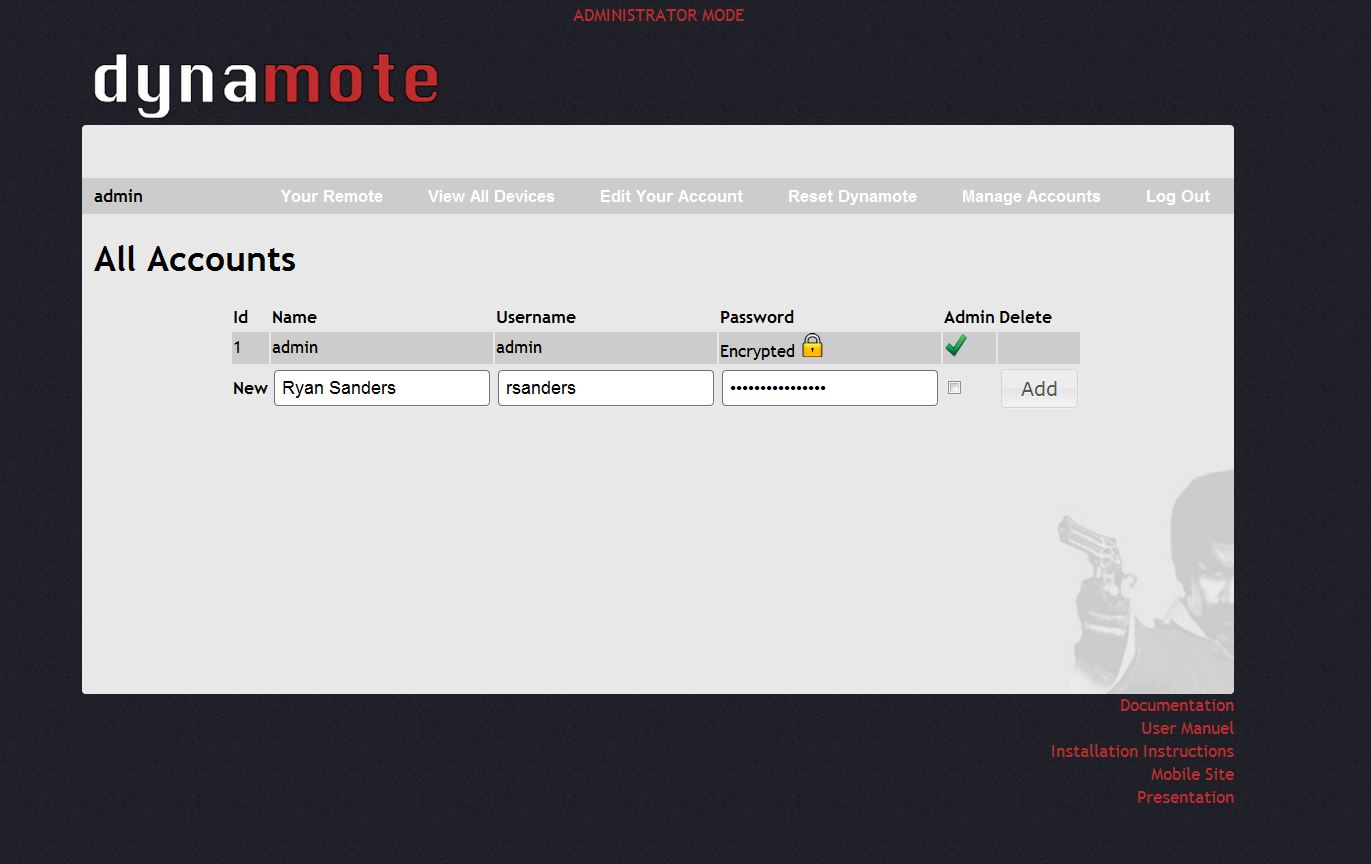 ADMINISTRATOR MODE
dynamote
admin Your Remote View All Devices Edit Your Account Reset Dynamote Manage Accounts Log Out
All Accounts
Id Name Username Password Admin Delete
1 admin admin Encrypted
New Ryan Sanders rsanders •••••••••••••••• Add
Documentation
User Manuel
Installation Instructions
Mobile Site
Presentation